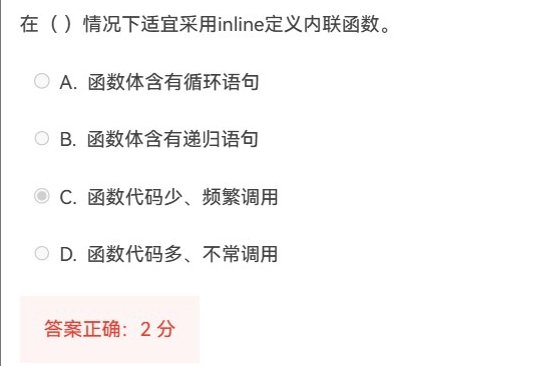 在（ ）情况下适宜采用inline定义内联函数。
A. 函数体含有循环语句
B. 函数体含有递归语句
C. 函数代码少、频繁调用
D. 函数代码多、不常调用
答案正确：2 分